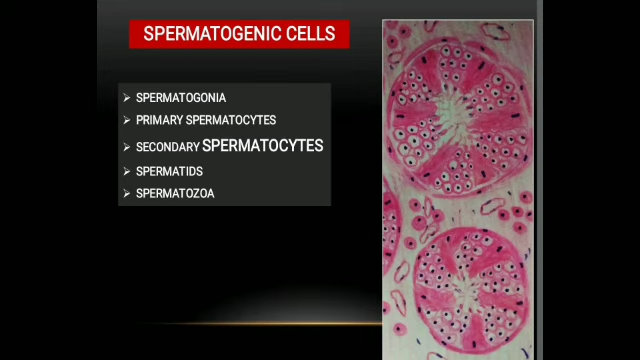 SPERMATOGENIC CELLS
SPERMATOGONIA
PRIMARY SPERMATOCYTES
SECONDARY SPERMATOCYTES
SPERMATIDS
SPERMATOZOA